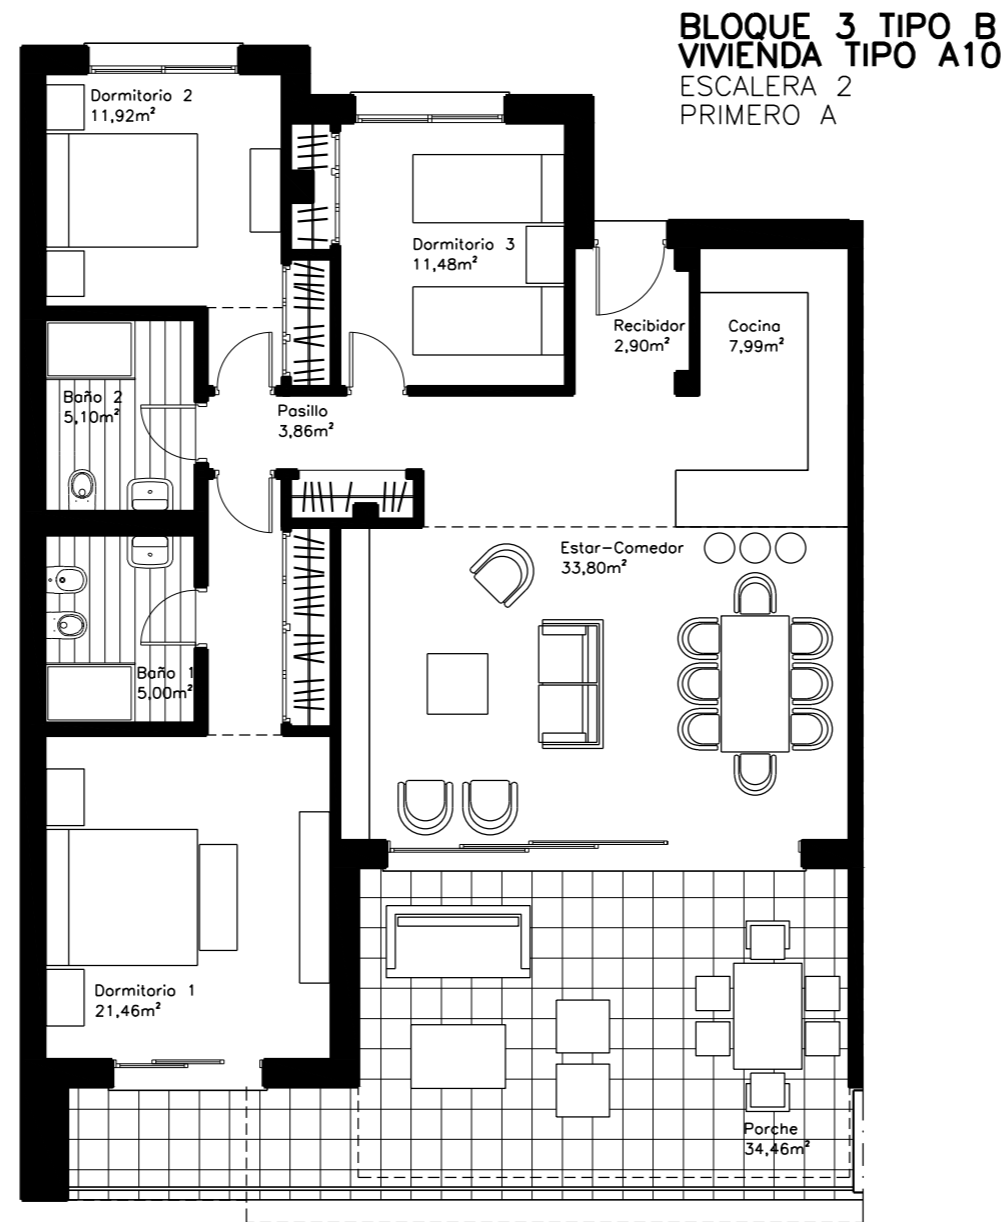 BLOQUE 3 TIPO B
VIVIENDA TIPO A10
ESCALERA 2
PRIMERO A
Dormitorio 2
11,92m²
Dormitorio 3
11,48m²
Recibidor
2,90m²
Cocina
7,99m²
Baño 2
5,10m²
Pasillo
3,86m²
Estar-Comedor
33,80m²
Baño 1
5,00m²
Dormitorio 1
21,46m²
Porche
34,46m²